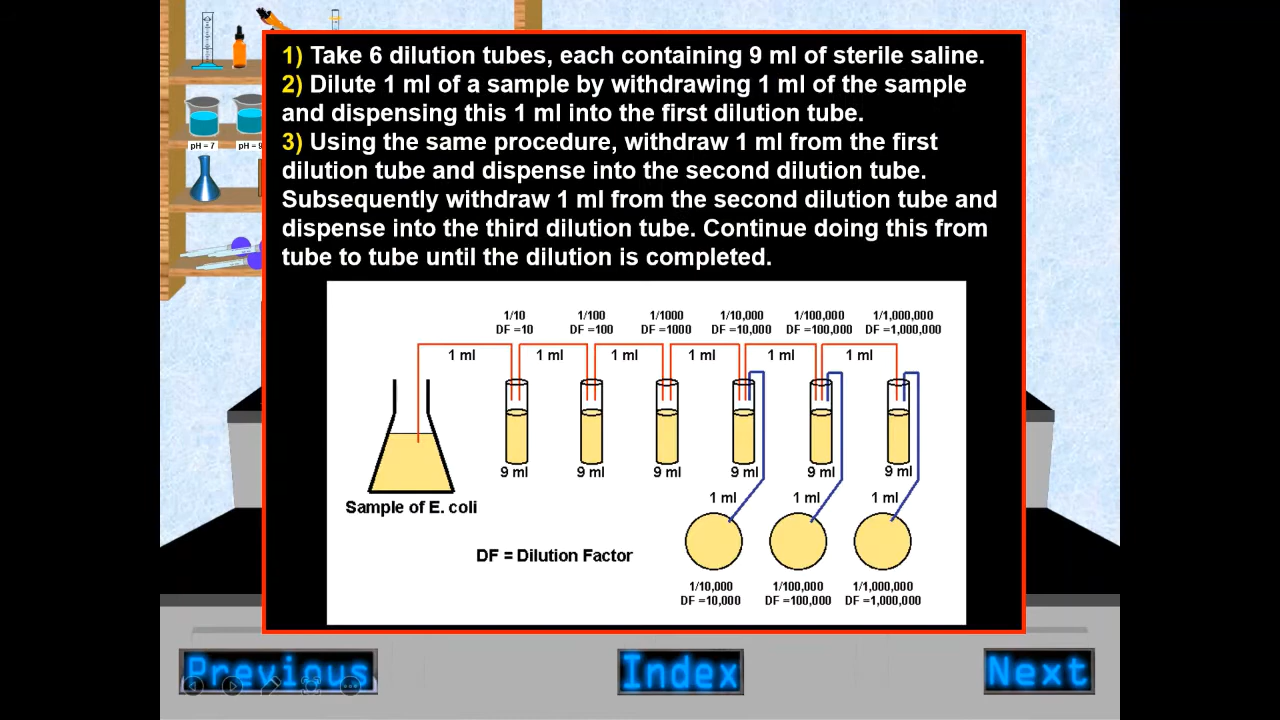 1) Take 6 dilution tubes, each containing 9 ml of sterile saline.
2) Dilute 1 ml of a sample by withdrawing 1 ml of the sample
and dispensing this 1 ml into the first dilution tube.
3) Using the same procedure, withdraw 1 ml from the first
dilution tube and dispense into the second dilution tube.
Subsequently withdraw 1 ml from the second dilution tube and
dispense into the third dilution tube. Continue doing this from
tube to tube until the dilution is completed.
pH = 7 pH = 9
1/10 1/100 1/1000 1/10,000 1/100,000 1/1,000,000
DF =10 DF =100 DF =1000 DF =10,000 DF =100,000 DF =1,000,000
1 ml 1 ml 1 ml 1 ml 1 ml 1 ml
9 ml 9 ml 9 ml 9 ml 9 ml 9 ml
1 ml 1 ml 1 ml
Sample of E. coli
DF = Dilution Factor
1/10,000 1/100,000 1/1,000,000
DF =10,000 DF =100,000 DF =1,000,000
Previous Index Next